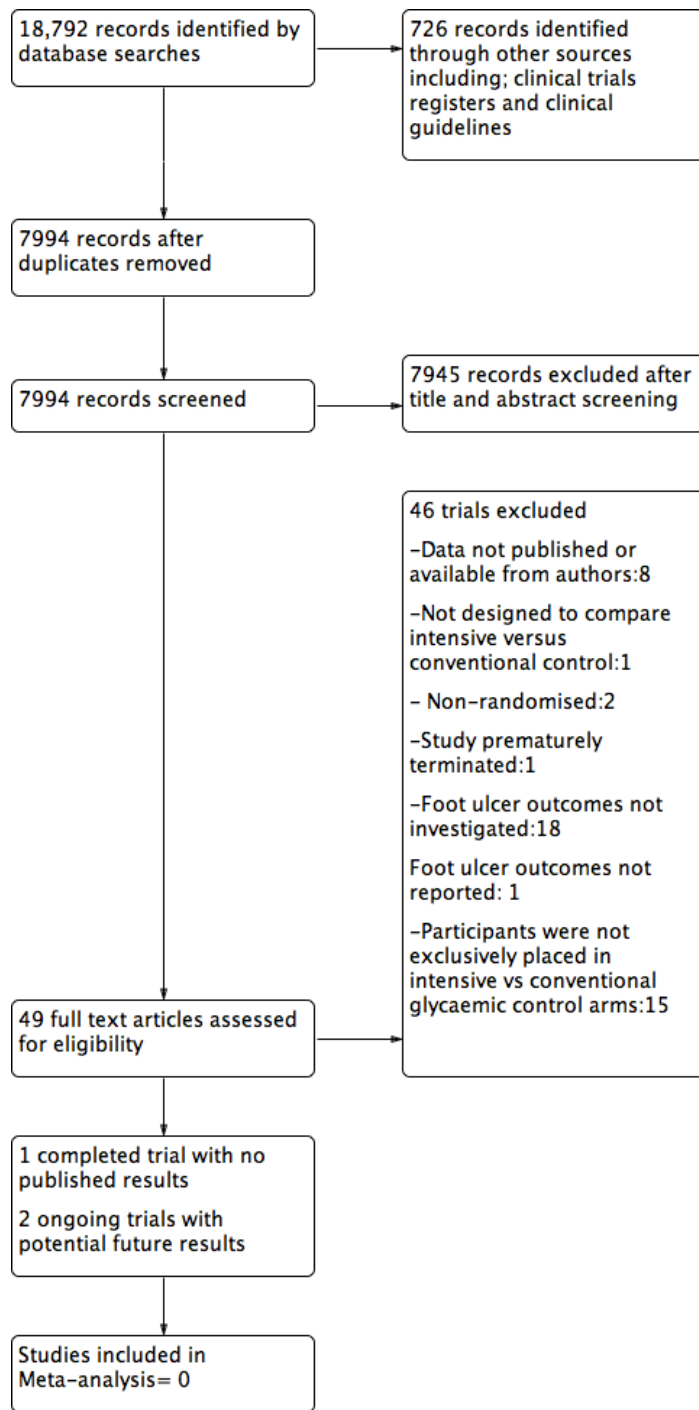 18,792 records identified by
database searches
726 records identified
through other sources
including; clinical trials
registers and clinical
guidelines
7994 records after
duplicates removed
7994 records screened
7945 records excluded after
title and abstract screening
46 trials excluded
-Data not published or
available from authors:8
-Not designed to compare
intensive versus
conventional control:1
- Non-randomised:2
-Study prematurely
terminated:1
-Foot ulcer outcomes not
investigated:18
Foot ulcer outcomes not
reported: 1
-Participants were not
exclusively placed in
intensive vs conventional
glycaemic control arms:15
49 full text articles assessed
for eligibility
1 completed trial with no
published results
2 ongoing trials with
potential future results
Studies included in
Meta-analysis= 0